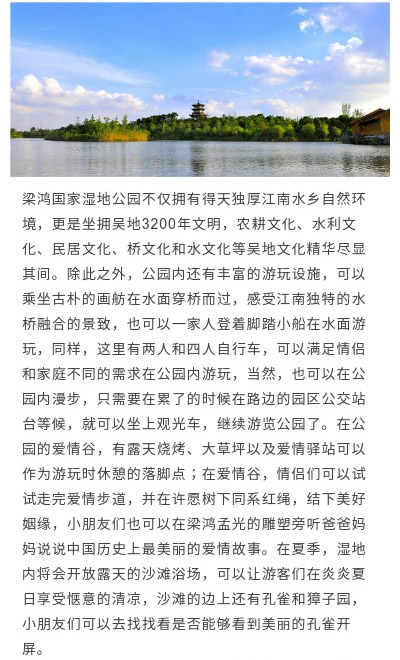 梁鸿国家湿地公园不仅拥有得天独厚江南水乡自然环
境，更是坐拥吴地3200年文明，农耕文化、水利文
化、民居文化、桥文化和水文化等吴地文化精华尽显
其间。除此之外，公园内还有丰富的游玩设施，可以
乘坐古朴的画舫在水面穿桥而过，感受江南独特的水
桥融合的景致，也可以一家人登着脚踏小船在水面游
玩，同样，这里有两人和四人自行车，可以满足情侣
和家庭不同的需求在公园内游玩，当然，也可以在公
园内漫步，只需要在累了的时候在路边的园区公交站
台等候，就可以坐上观光车，继续游览公园了。在公
园的爱情谷，有露天烧烤、大草坪以及爱情驿站可以
作为游玩时休憩的落脚点；在爱情谷，情侣们可以试
试走完爱情步道，并在许愿树下同系红绳，结下美好
姻缘，小朋友们也可以在梁鸿孟光的雕塑旁听爸爸妈
妈说说中国历史上最美丽的爱情故事。在夏季，湿地
内将会开放露天的沙滩浴场，可以让游客们在炎炎夏
日享受惬意的清凉，沙滩的边上还有孔雀和獐子园，
小朋友们可以去找找看是否能够看到美丽的孔雀开
屏。